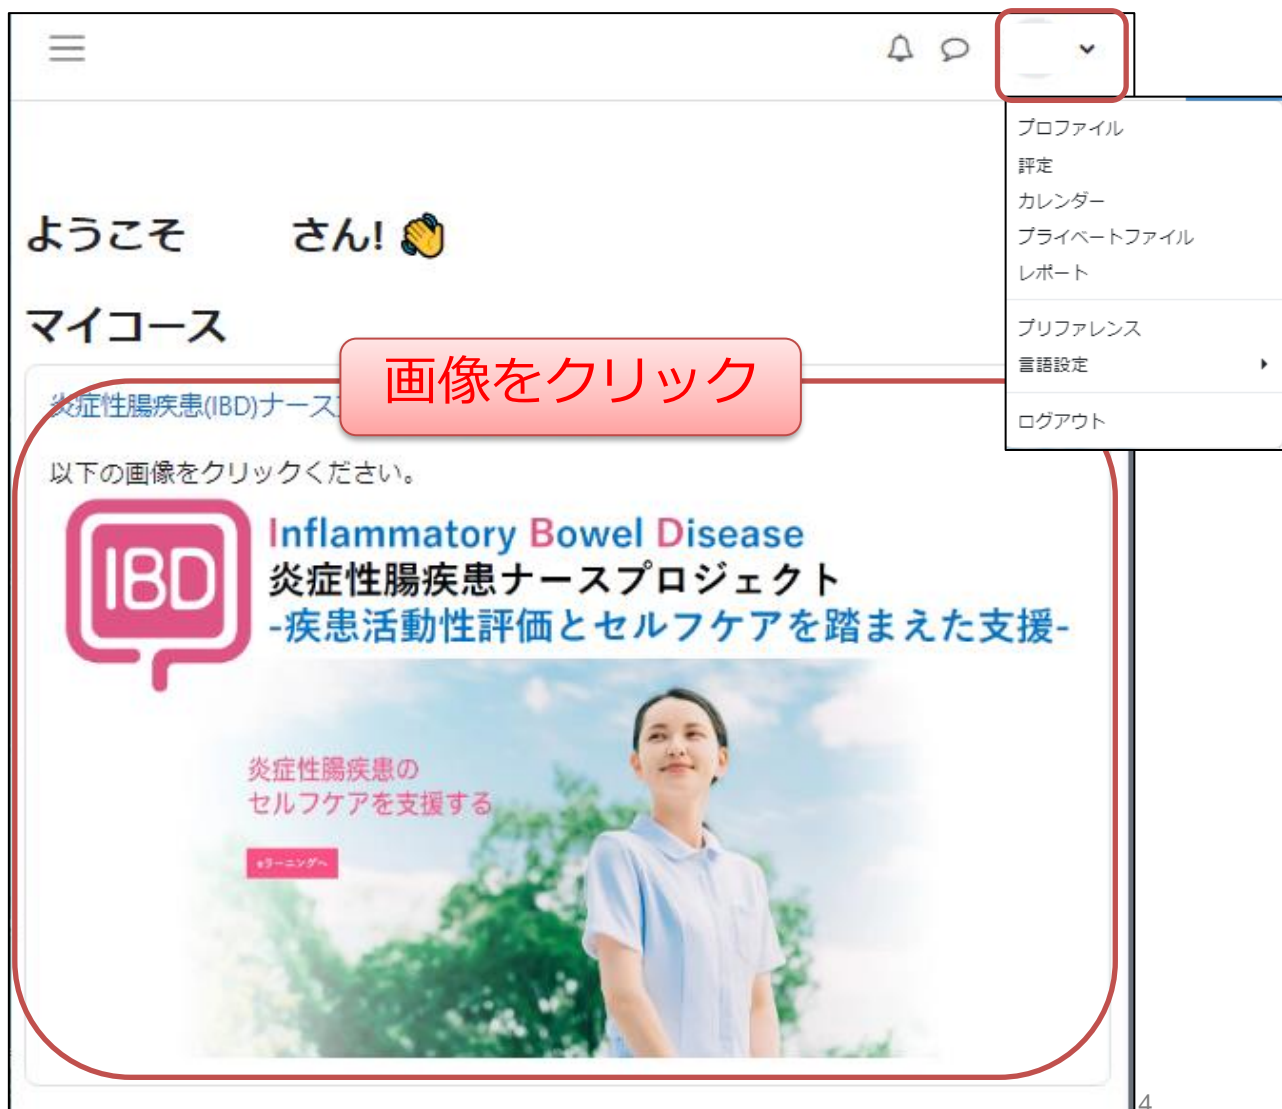 プロファイル
評定
カレンダー
プライベートファイル
レポート
プリファレンス
言語設定
ログアウト
ようこそ さん!
マイコース
画像をクリック
炎症性腸疾患(IBD)ナース
以下の画像をクリックください。
IBD
Inflammatory Bowel Disease
炎症性腸疾患ナースプロジェクト
-疾患活動性評価とセルフケアを踏まえた支援-
炎症性腸疾患の
セルフケアを支援する
eラーニングへ
4